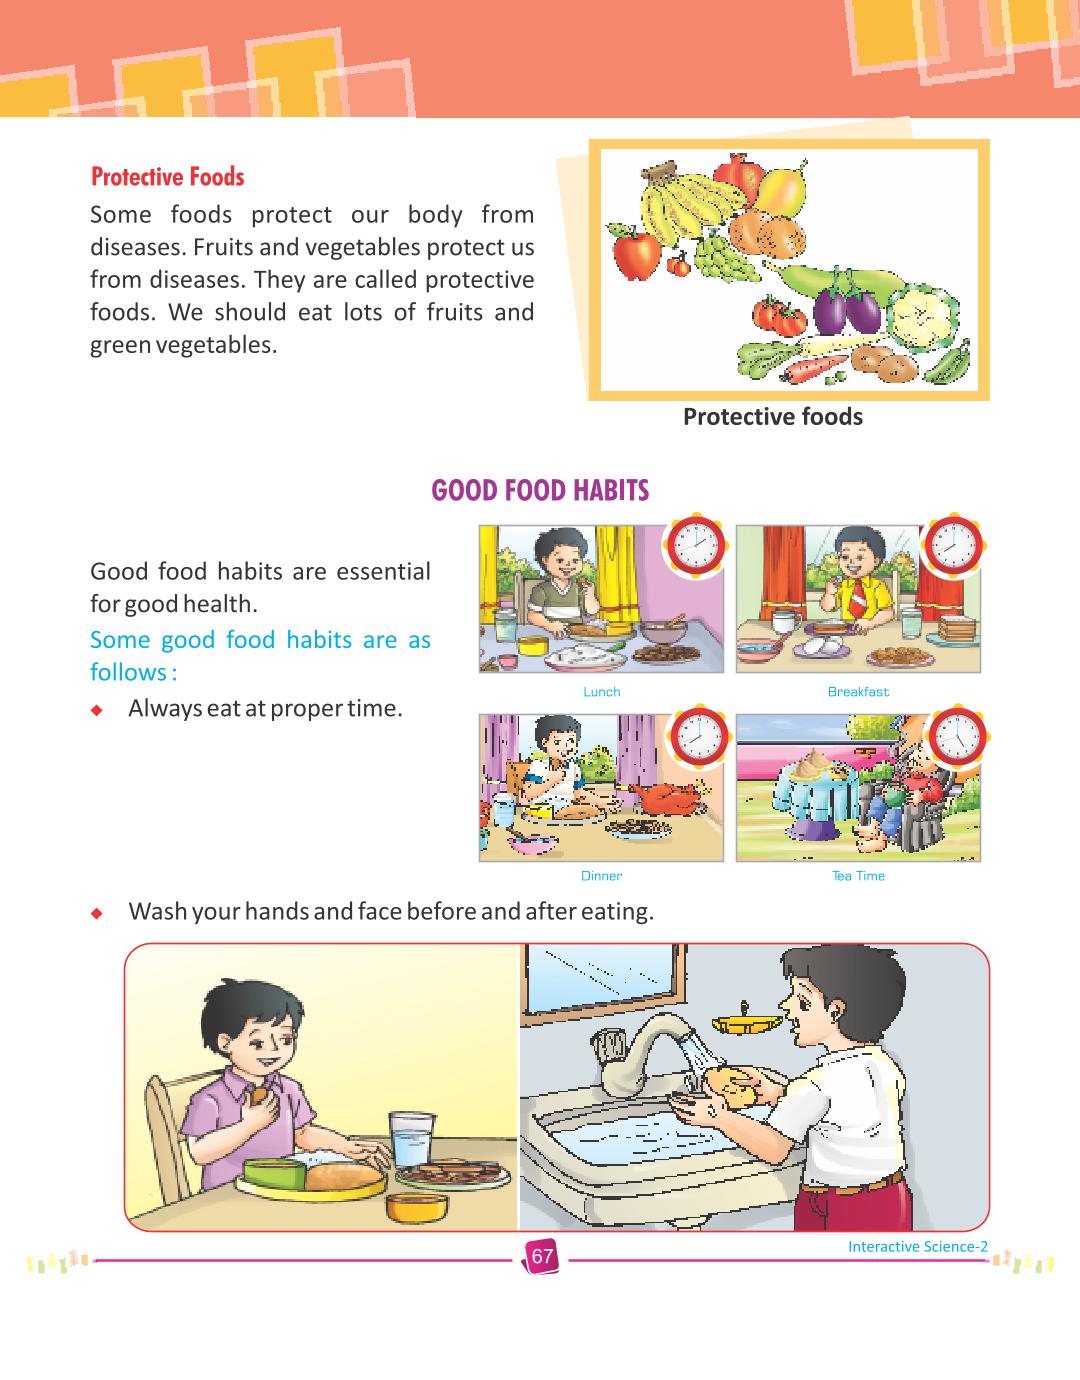 Protective Foods
Some foods protect our body from
diseases. Fruits and vegetables protect us
from diseases. They are called protective
foods. We should eat lots of fruits and
green vegetables.
Protective foods
GOOD FOOD HABITS
Good food habits are essential
for good health.
Some good food habits are as
follows :
Always eat at proper time.
Lunch
Breakfast
Dinner
Tea Time
Wash your hands and face before and after eating.
Interactive Science-2
67